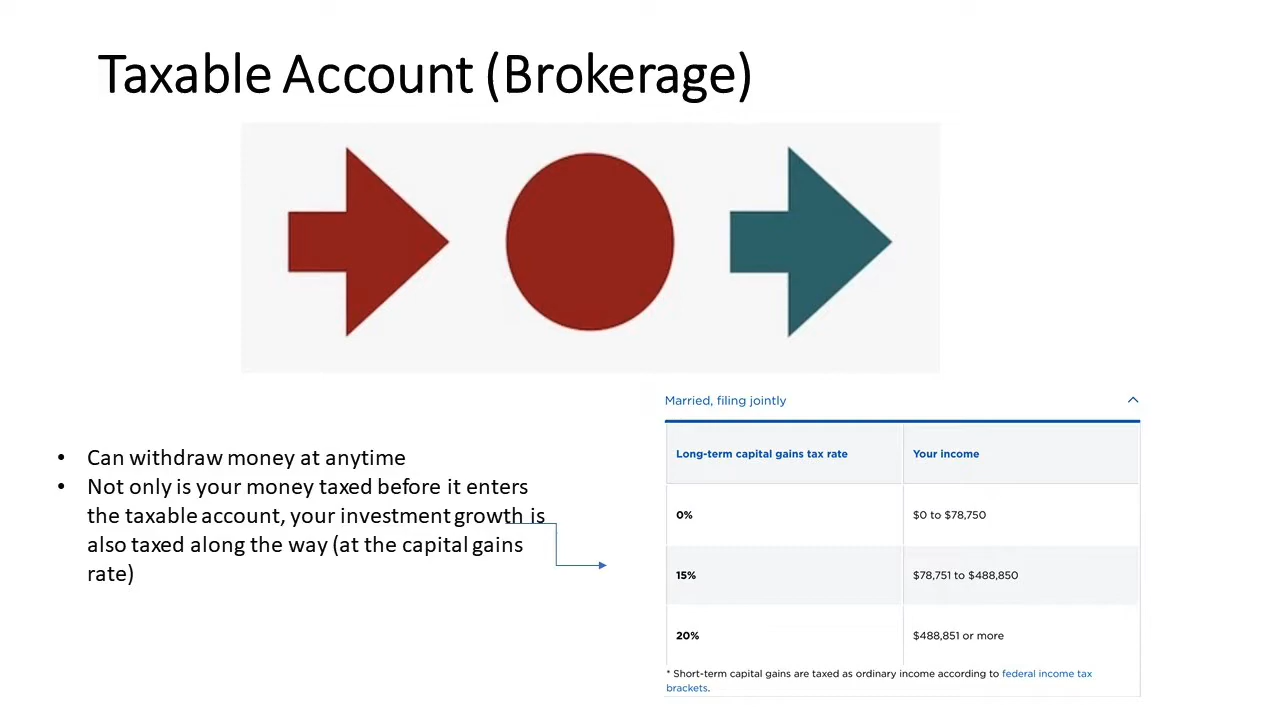 Taxable Account (Brokerage)
• Can withdraw money at anytime
• Not only is your money taxed before it enters
the taxable account, your investment growth is
also taxed along the way (at the capital gains
rate)
Married, filing jointly
Long-term capital gains tax rate Your income
0% $0 to $78,750
15% $78,751 to $488,850
20% $488,851 or more
* Short-term capital gains are taxed as ordinary income according to federal income tax
brackets.